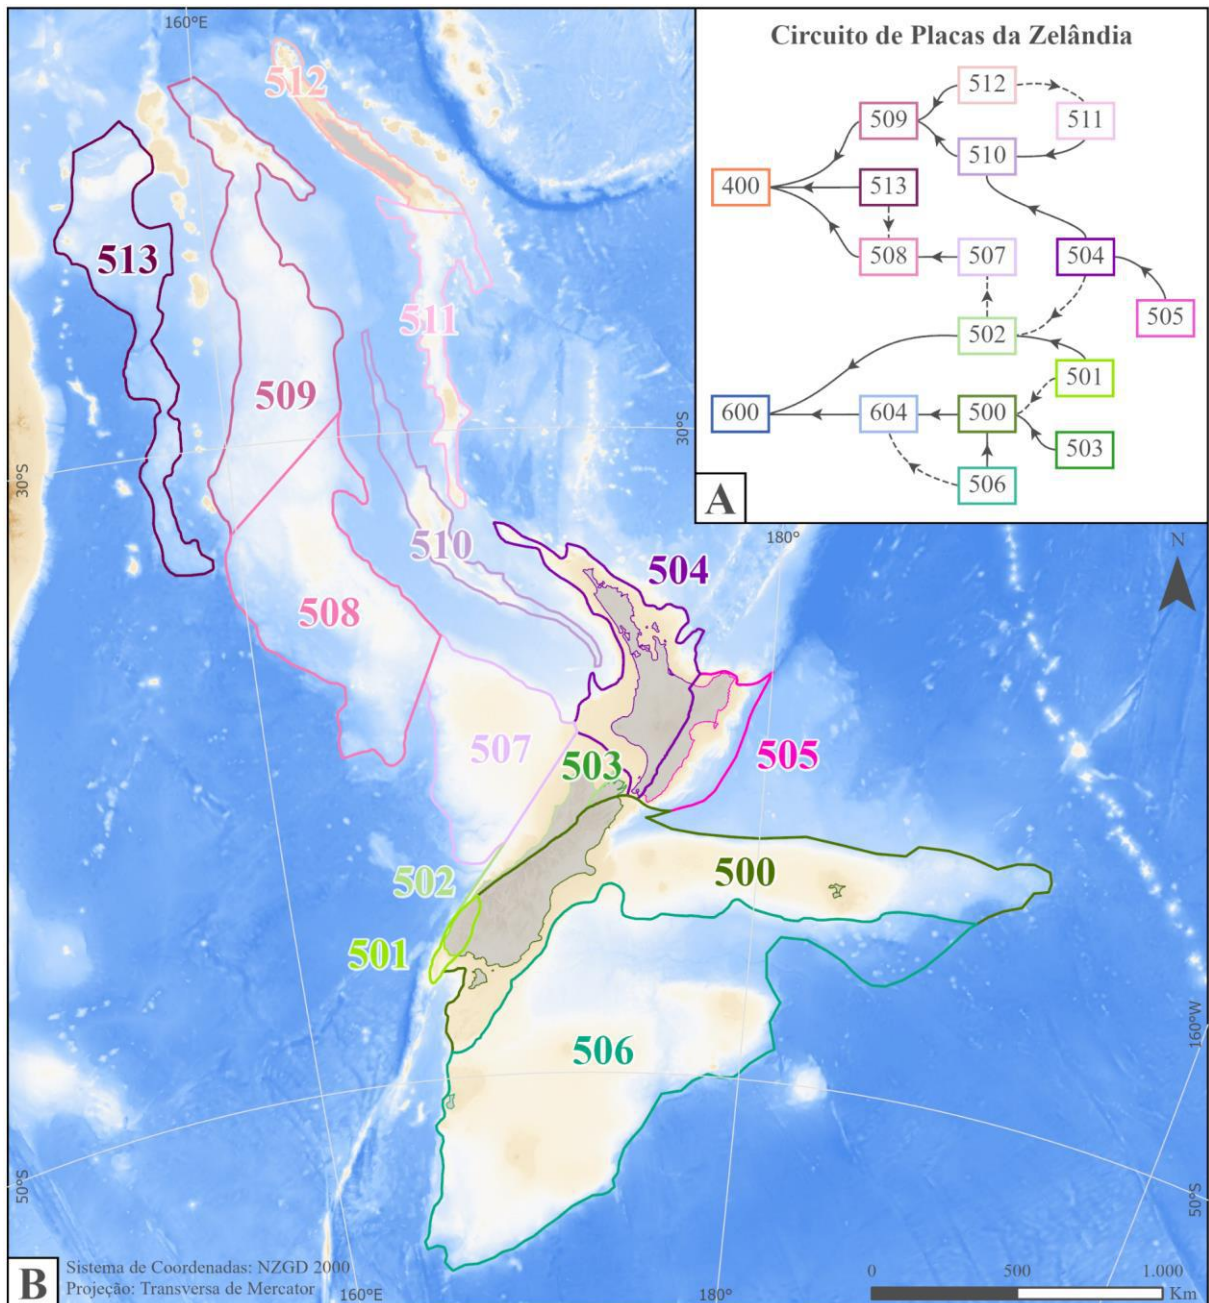 160°E
Circuito de Placas da Zelândia
512
509
511
510
400
513
508
507
504
505
502
501
600
604
500
503
506
A
512
513
511
509
30°S
30°S
510
180°
N
504
508
507
503
505
502
500
501
506
160°W
50°S
50°S
B
Sistema de Coordenadas: NZGD 2000
Projeção: Transversa de Mercator
160°E
180°
0 500 1.000
Km